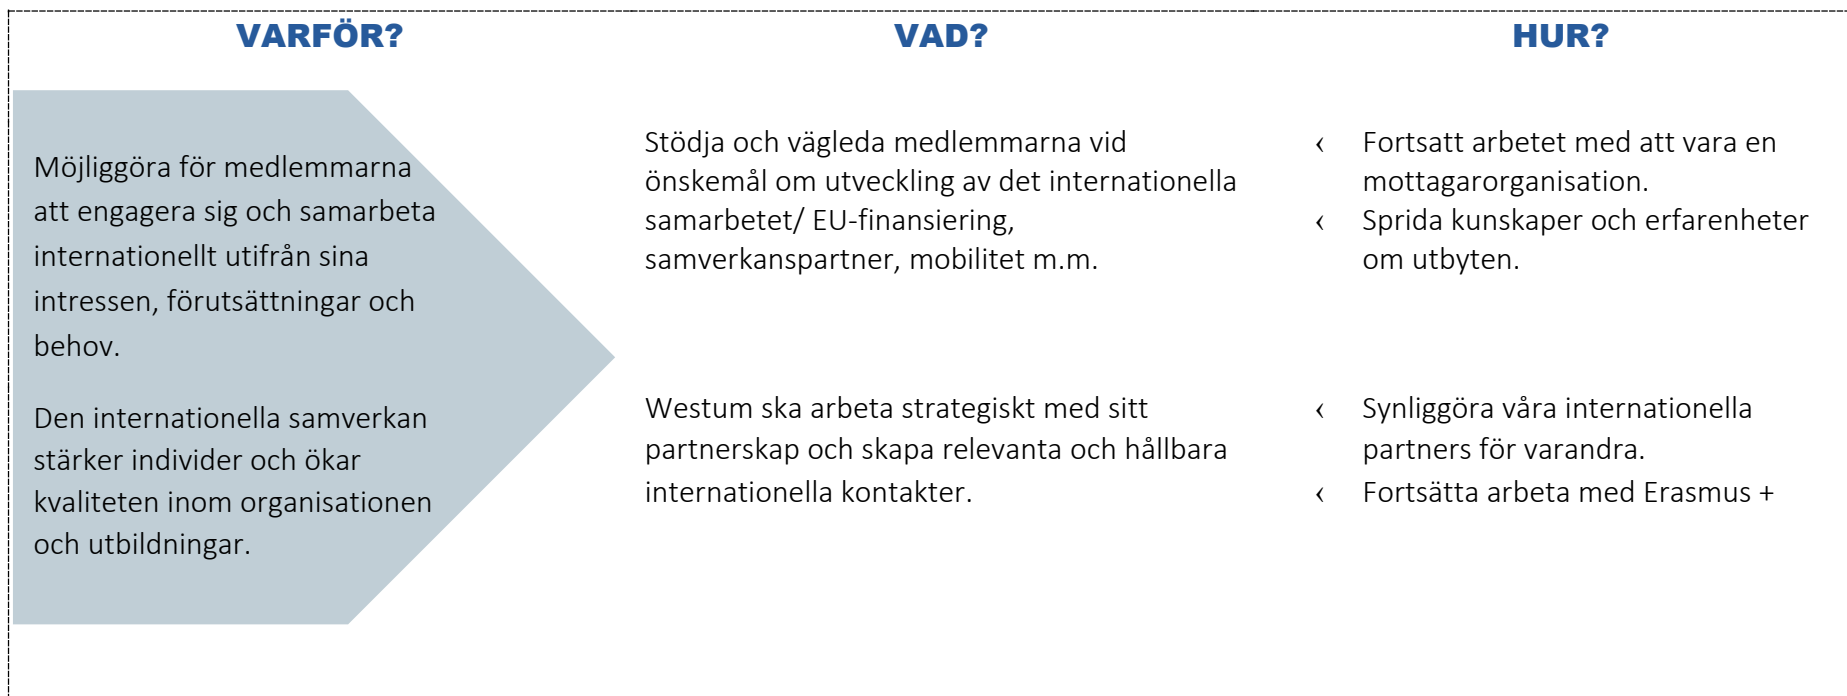 VARFÖR?
VAD?
HUR?
Möjliggöra för medlemmarna
att engagera sig och samarbeta
internationellt utifrån sina
intressen, förutsättningar och
behov.
Den internationella samverkan
stärker individer och ökar
kvaliteten inom organisationen
och utbildningar.
Stödja och vägleda medlemmarna vid
önskemål om utveckling av det internationella
samarbetet/ EU-finansiering,
samverkanspartner, mobilitet m.m.
Westum ska arbeta strategiskt med sitt
partnerskap och skapa relevanta och hållbara
internationella kontakter.
‹ Fortsatt arbetet med att vara en
mottagarorganisation.
‹ Sprida kunskaper och erfarenheter
om utbyten.
‹ Synliggöra våra internationella
partners för varandra.
‹ Fortsätta arbeta med Erasmus +